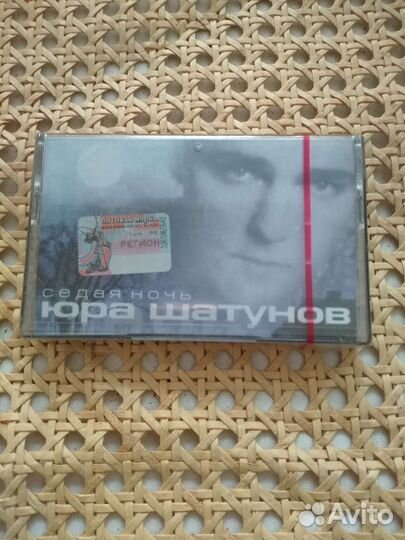 РЕГИОН
седая ночь
юра шатунов
Avito